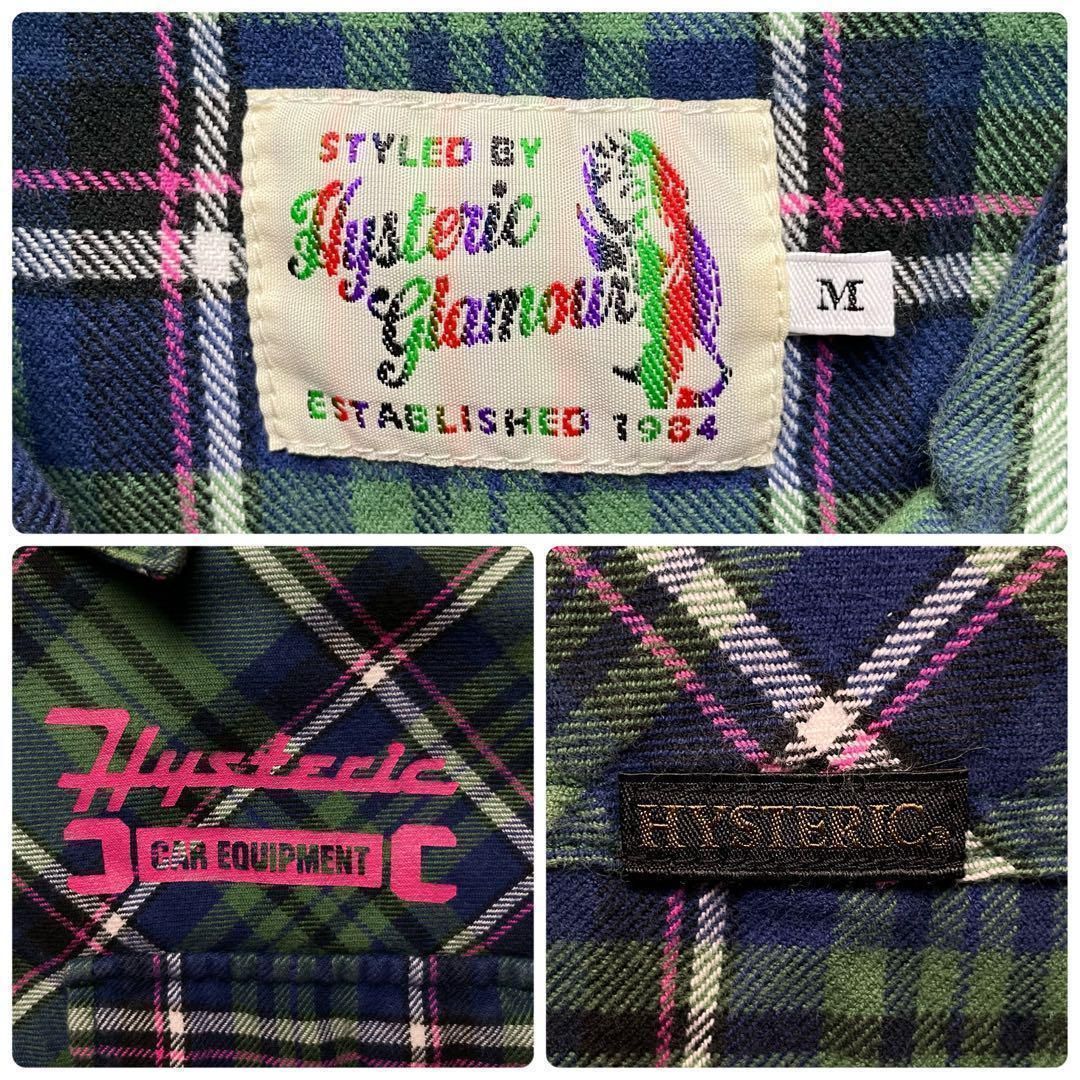 STYLED BY
Hysteric
Glamour
ESTABLISHED 1984
M
Hysteric
CAR EQUIPMENT
HYSTERIC